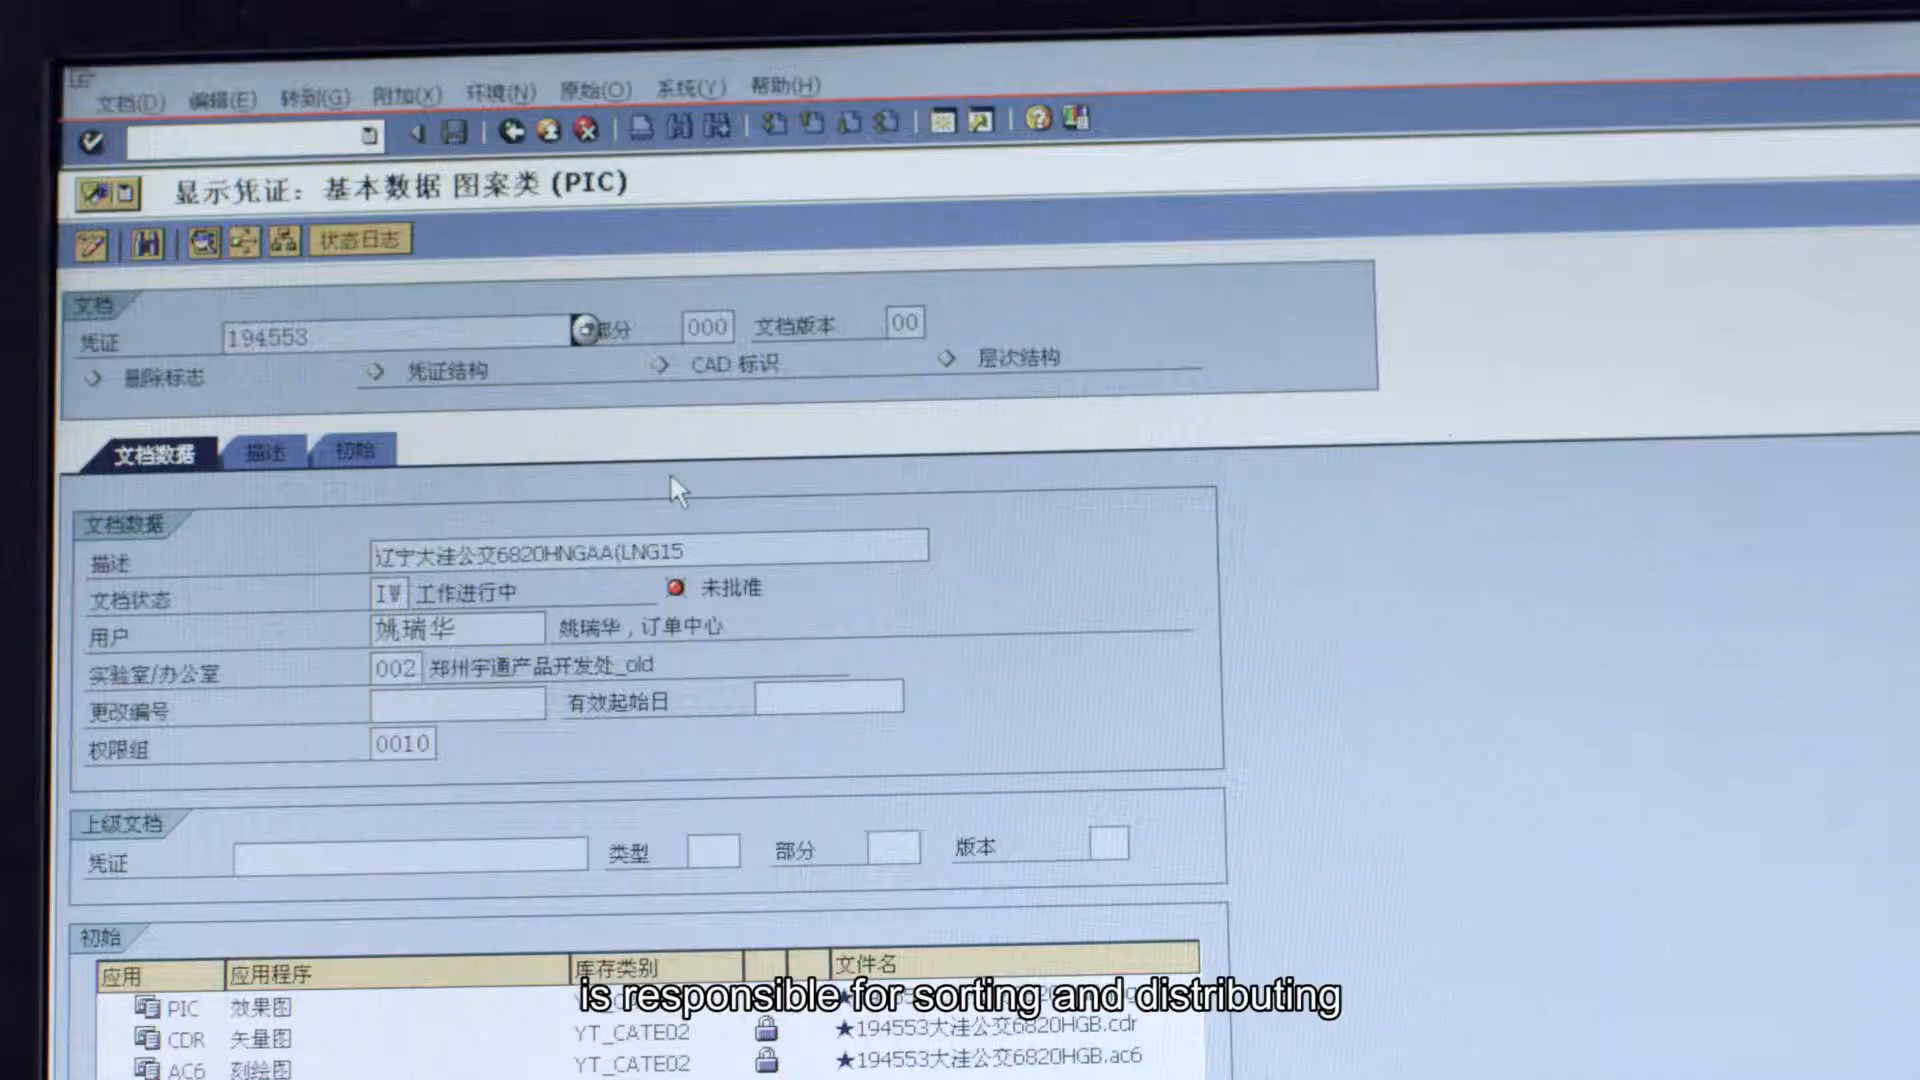 文档(D) 编辑(E) 转到(G) 附加(X) 环境(N) 原始(O) 系统(Y) 帮助(H)
显示凭证: 基本数据 图案类 (PIC)
状态日志
文档
凭证 194553 部分 000 文档版本 00
删除标志 凭证结构 CAD 标识 层次结构
文档数据 描述 初始
文档数据
描述 辽宁大洼公交6820HNGAA(LNG15
文档状态 IW 工作进行中 未批准
用户 姚瑞华 姚瑞华，订单中心
实验室/办公室 002 郑州宇通产品开发处_old
更改编号 有效起始日
权限组 0010
上级文档
凭证 类型 部分 版本
初始
应用 应用程序 库存类别 文件名
PIC 效果图
is responsible for sorting and distributing
CDR 矢量图 YT_CATE02 ★194553大洼公交6820HGB.cdr
AC6 刻绘图 YT_CATE02 ★194553大洼公交6820HGB.ac6